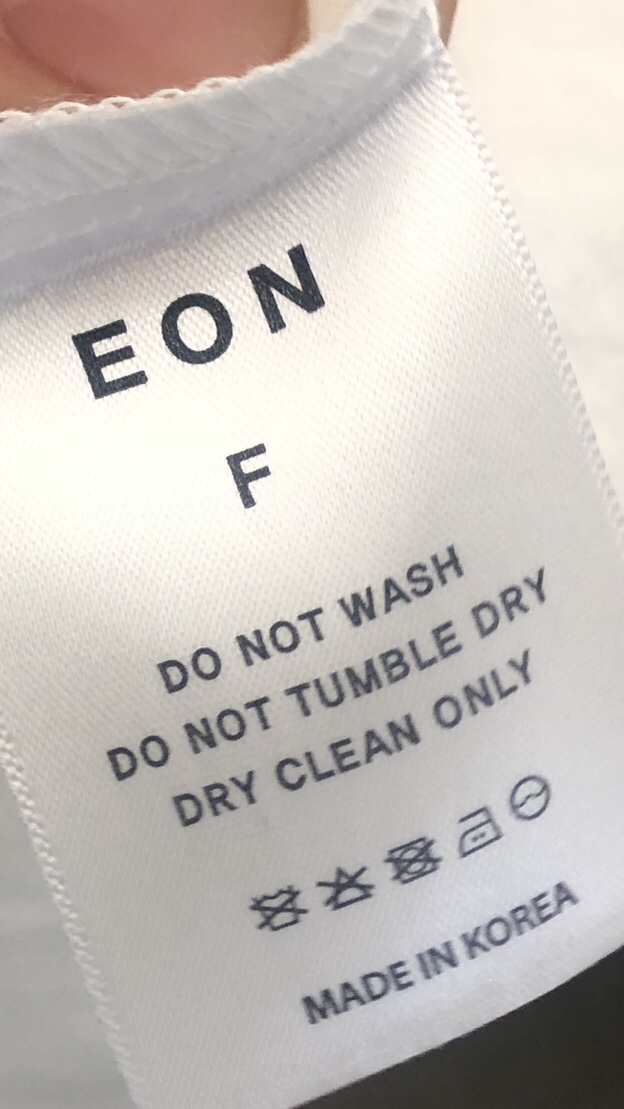 EON
F
DO NOT WASH
DO NOT TUMBLE DRY
DRY CLEAN ONLY
MADE IN KOREA